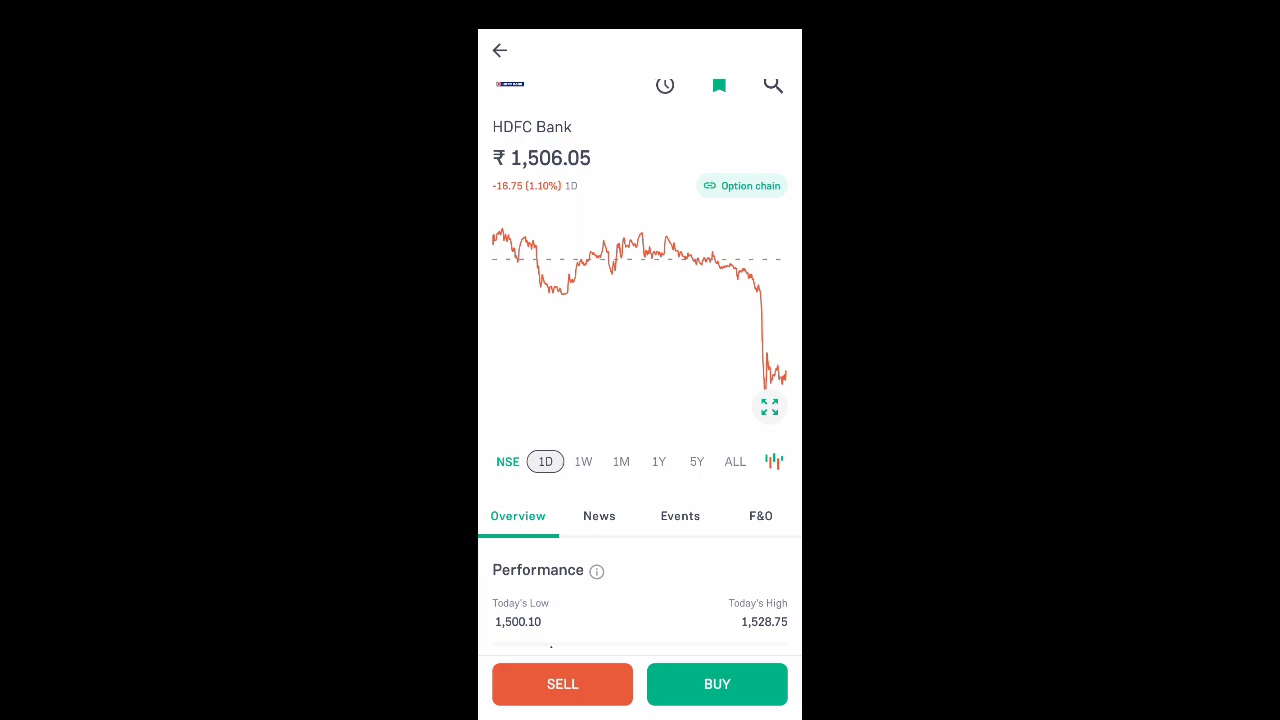 HDFC Bank
₹ 1,506.05
-16.75 (1.10%) 1D
Option chain
NSE 1D 1W 1M 1Y 5Y ALL
Overview News Events F&O
Performance
Today's Low Today's High
1,500.10 1,528.75
SELL BUY